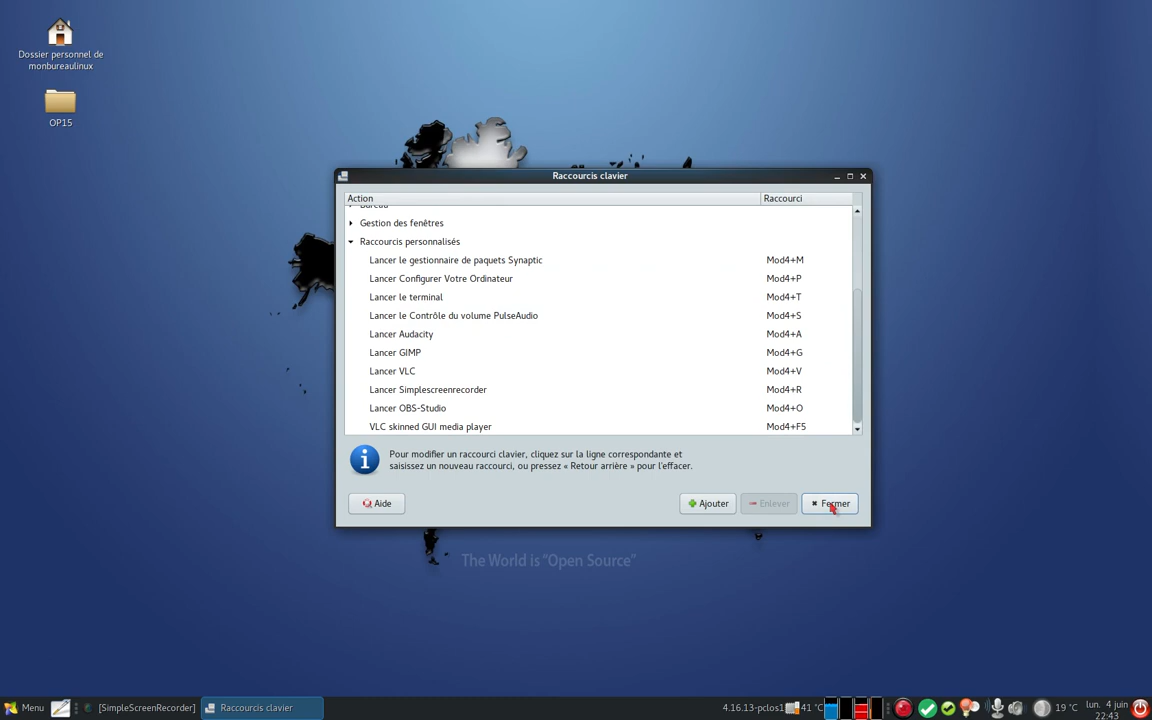 Dossier personnel de
monbureaulinux
OP15
Raccourcis clavier
Action Raccourci
Bureau
Gestion des fenêtres
Raccourcis personnalisés
Lancer le gestionnaire de paquets Synaptic Mod4+M
Lancer Configurer Votre Ordinateur Mod4+P
Lancer le terminal Mod4+T
Lancer le Contrôle du volume PulseAudio Mod4+S
Lancer Audacity Mod4+A
Lancer GIMP Mod4+G
Lancer VLC Mod4+V
Lancer Simplescreenrecorder Mod4+R
Lancer OBS-Studio Mod4+O
VLC skinned GUI media player Mod4+F5
Pour modifier un raccourci clavier, cliquez sur la ligne correspondante et
saisissez un nouveau raccourci, ou pressez « Retour arrière » pour l'effacer.
Aide Ajouter Enlever Fermer
The World is "Open Source"
Menu [SimpleScreenRecorder] Raccourcis clavier 4.16.13-pclos1 41 °C 19 °C lun. 4 juin
22:43